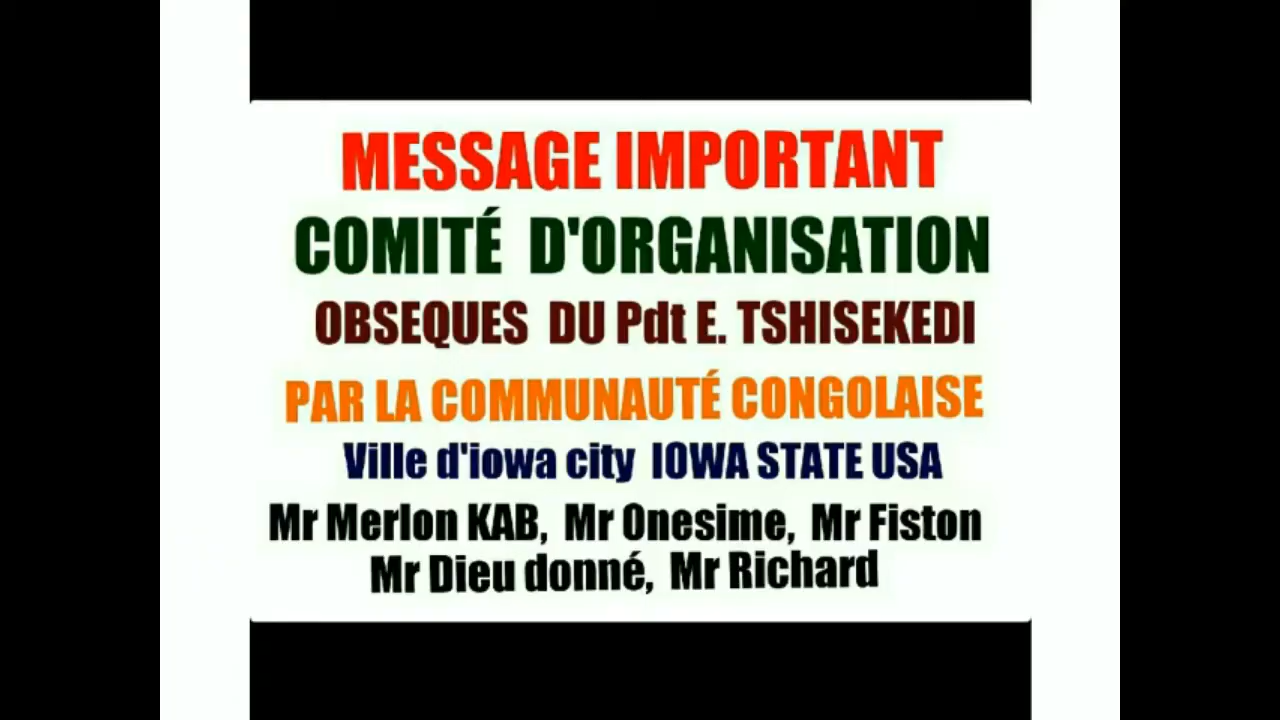 MESSAGE IMPORTANT
COMITÉ D'ORGANISATION
OBSEQUES DU Pdt E. TSHISEKEDI
PAR LA COMMUNAUTÉ CONGOLAISE
Ville d'iowa city IOWA STATE USA
Mr Merlon KAB, Mr Onesime, Mr Fiston
Mr Dieu donné, Mr Richard